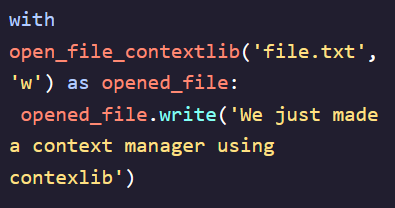 with
open_file_contextlib('file.txt',
'w') as opened_file:
 opened_file.write('We just made
a context manager using
contexlib')